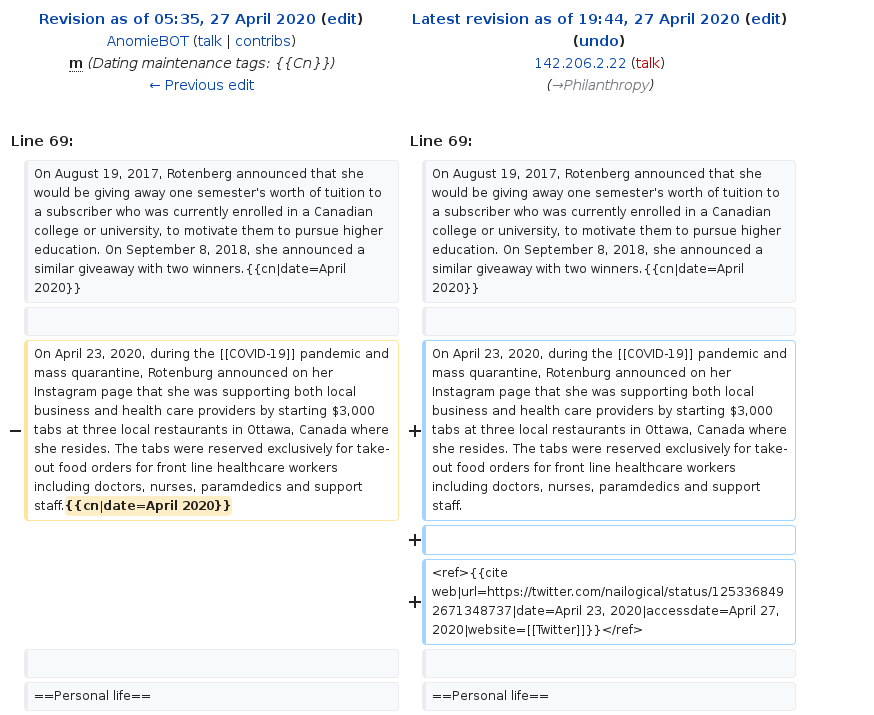 Revision as of 05:35, 27 April 2020 (edit)
AnomieBOT (talk | contribs)
m (Dating maintenance tags: {{Cn}})
← Previous edit
Latest revision as of 19:44, 27 April 2020 (edit)
(undo)
142.206.2.22 (talk)
(→Philanthropy)
Line 69:
Line 69:
On August 19, 2017, Rotenberg announced that she
would be giving away one semester's worth of tuition to
a subscriber who was currently enrolled in a Canadian
college or university, to motivate them to pursue higher
education. On September 8, 2018, she announced a
similar giveaway with two winners.{{cn|date=April
2020}}
On August 19, 2017, Rotenberg announced that she
would be giving away one semester's worth of tuition to
a subscriber who was currently enrolled in a Canadian
college or university, to motivate them to pursue higher
education. On September 8, 2018, she announced a
similar giveaway with two winners.{{cn|date=April
2020}}
−
On April 23, 2020, during the [[COVID-19]] pandemic and
mass quarantine, Rotenburg announced on her
Instagram page that she was supporting both local
business and health care providers by starting $3,000
tabs at three local restaurants in Ottawa, Canada where
she resides. The tabs were reserved exclusively for take-
out food orders for front line healthcare workers
including doctors, nurses, paramdedics and support
staff.{{cn|date=April 2020}}
+
On April 23, 2020, during the [[COVID-19]] pandemic and
mass quarantine, Rotenburg announced on her
Instagram page that she was supporting both local
business and health care providers by starting $3,000
tabs at three local restaurants in Ottawa, Canada where
she resides. The tabs were reserved exclusively for take-
out food orders for front line healthcare workers
including doctors, nurses, paramdedics and support
staff.
+
+
<ref>{{cite
web|url=https://twitter.com/nailogical/status/125336849
2671348737|date=April 23, 2020|accessdate=April 27,
2020|website=[[Twitter]]}}</ref>
==Personal life==
==Personal life==